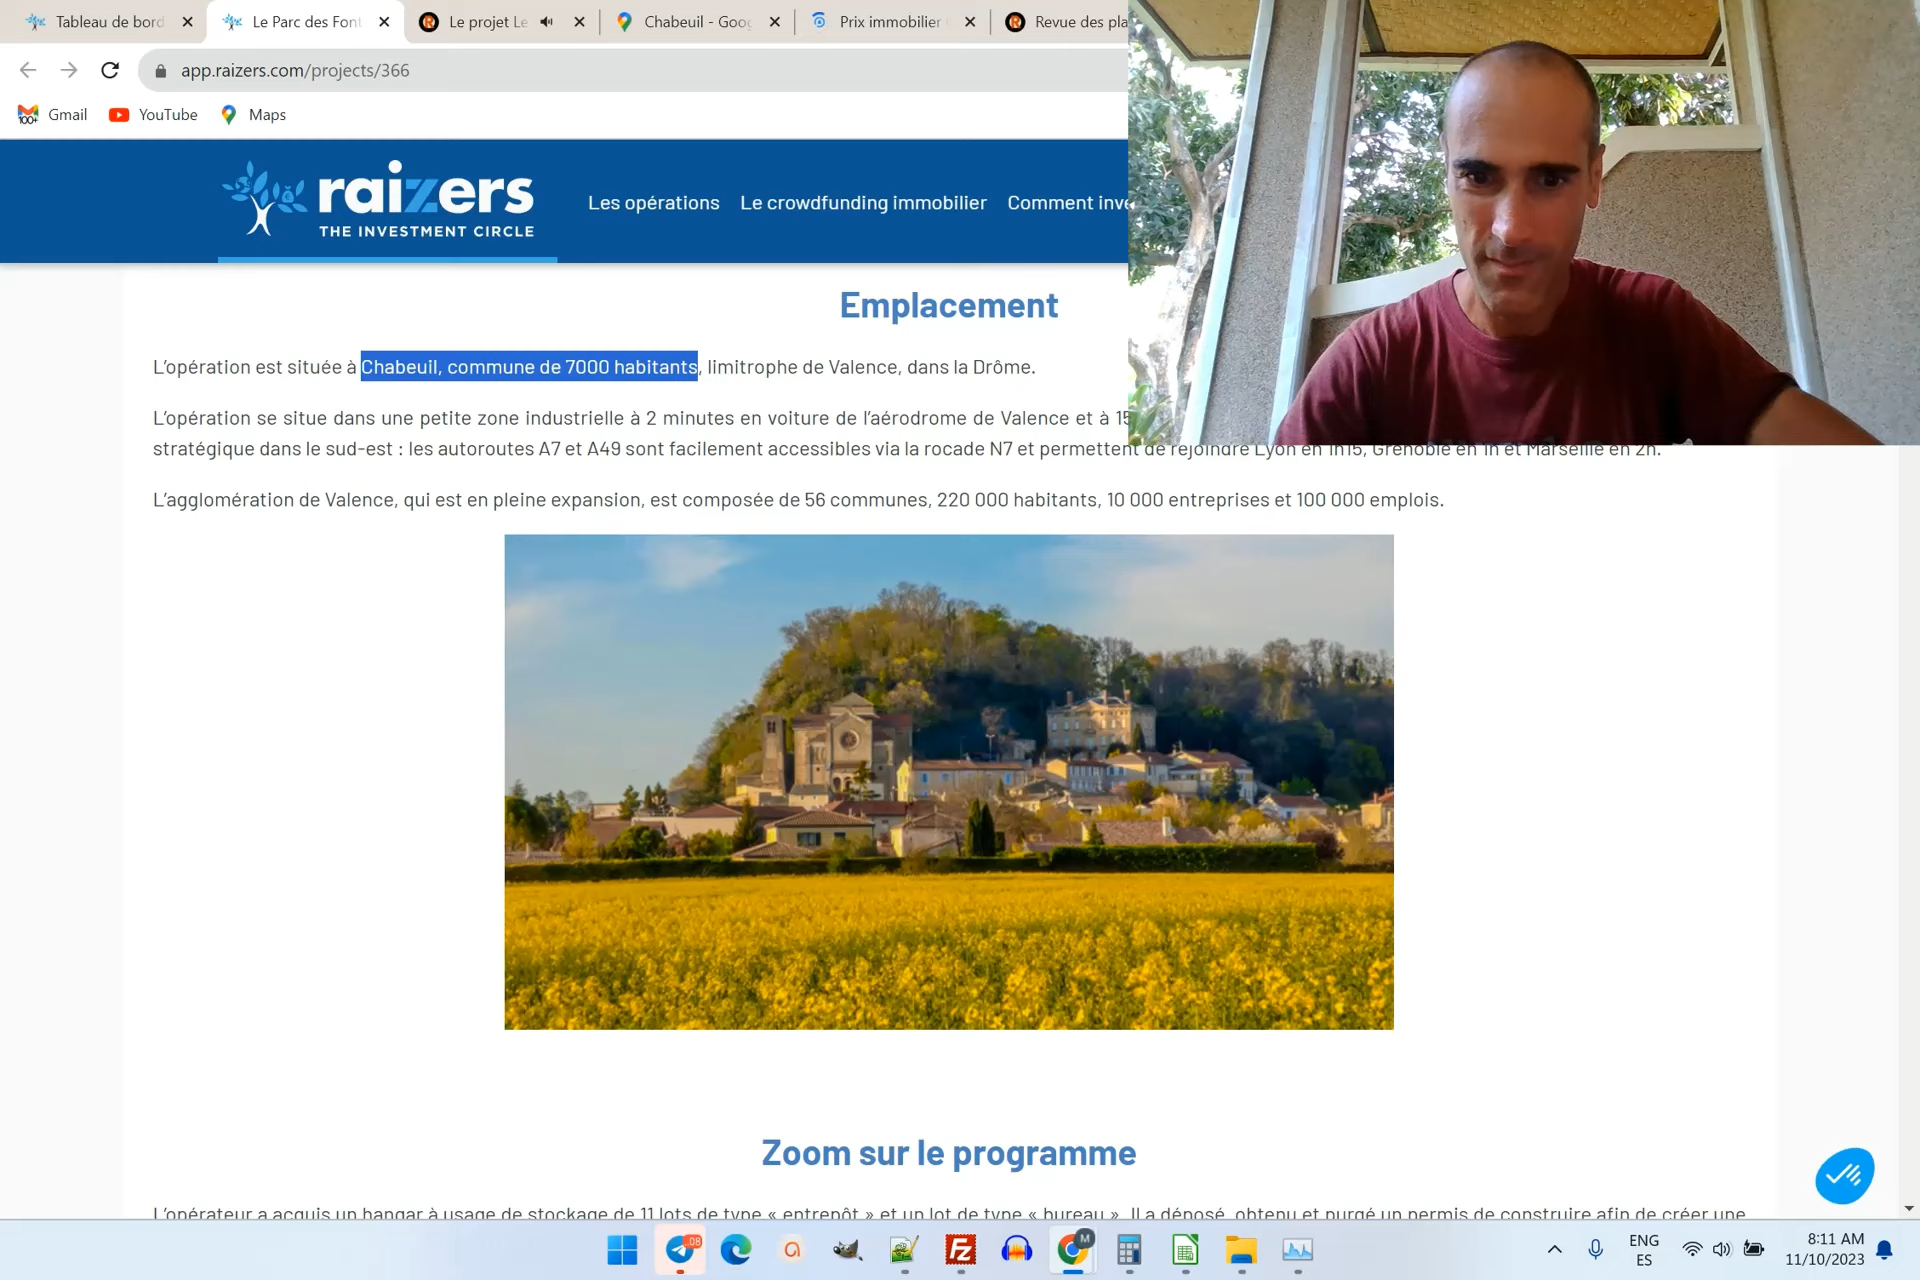 Tableau de bord
Le Parc des Font
Le projet Le
Chabeuil - Goog
Prix immobilier
Revue des pla
app.raizers.com/projects/366
Gmail
YouTube
Maps
raizers
THE INVESTMENT CIRCLE
Les opérations
Le crowdfunding immobilier
Comment inve
Emplacement
L'opération est située à Chabeuil, commune de 7000 habitants, limitrophe de Valence, dans la Drôme.
L'opération se situe dans une petite zone industrielle à 2 minutes en voiture de l'aérodrome de Valence et à 15
stratégique dans le sud-est : les autoroutes A7 et A49 sont facilement accessibles via la rocade N7 et permettent de rejoindre Lyon en 1h15, Grenoble en 1h et Marseille en 2h.
L'agglomération de Valence, qui est en pleine expansion, est composée de 56 communes, 220 000 habitants, 10 000 entreprises et 100 000 emplois.
Zoom sur le programme
L'opérateur a acquis un hangar à usage de stockage de 11 lots de type « entrepôt » et un lot de type « bureau ». Il a déposé, obtenu et purgé un permis de construire afin de créer une
ENG
ES
8:11 AM
11/10/2023